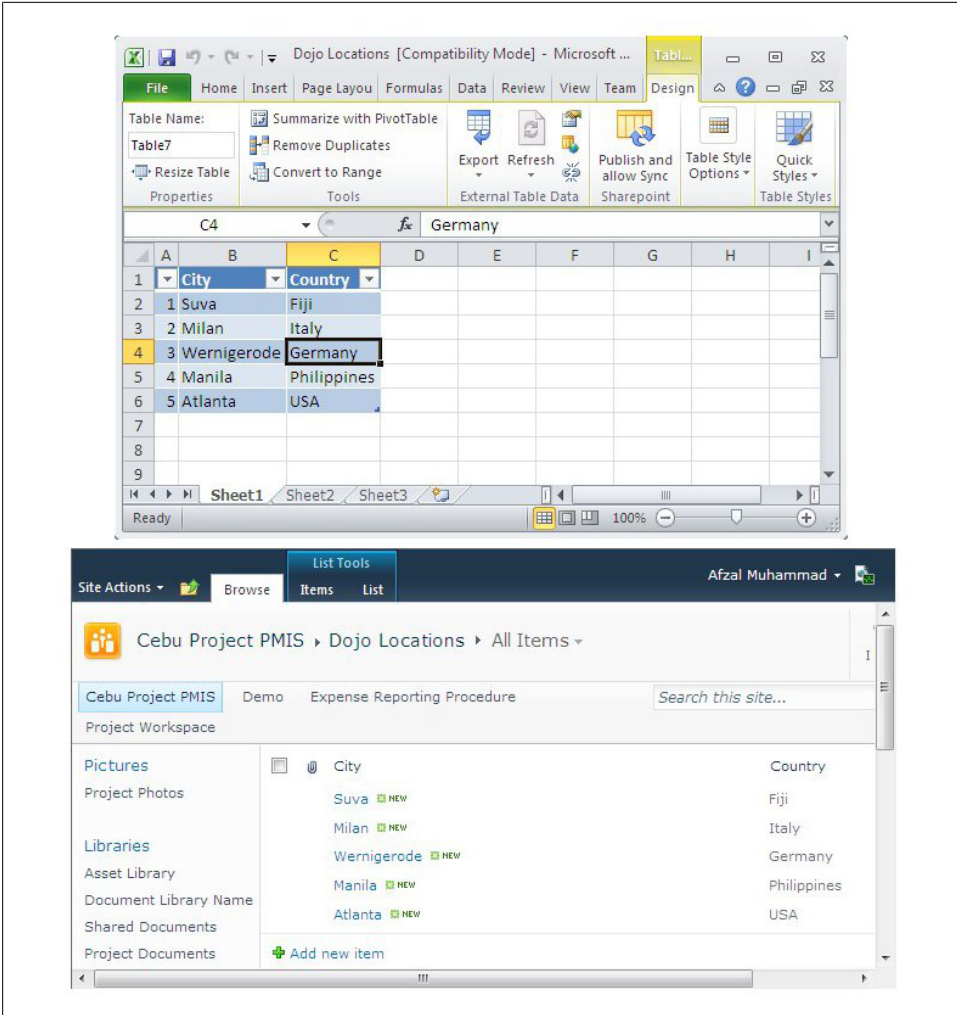 Dojo Locations [Compatibility Mode] - Microsoft ... Tabl...
File Home Insert Page Layou Formulas Data Review View Team Design
Table Name:
Table7
Resize Table
Properties
Summarize with PivotTable
Remove Duplicates
Convert to Range
Tools
Export Refresh
External Table Data
Publish and allow Sync
Sharepoint
Table Style Options
Quick Styles
Table Styles
C4 fx Germany
A B C D E F G H I
1 City Country
2 1 Suva Fiji
3 2 Milan Italy
4 3 Wernigerode Germany
5 4 Manila Philippines
6 5 Atlanta USA
7
8
9
Sheet1 Sheet2 Sheet3
Ready 100%
List Tools
Site Actions Browse Items List Afzal Muhammad
Cebu Project PMIS Dojo Locations All Items
Cebu Project PMIS Demo Expense Reporting Procedure Search this site...
Project Workspace
Pictures
Project Photos
Libraries
Asset Library
Document Library Name
Shared Documents
Project Documents
City Country
Suva NEW Fiji
Milan NEW Italy
Wernigerode NEW Germany
Manila NEW Philippines
Atlanta NEW USA
Add new item